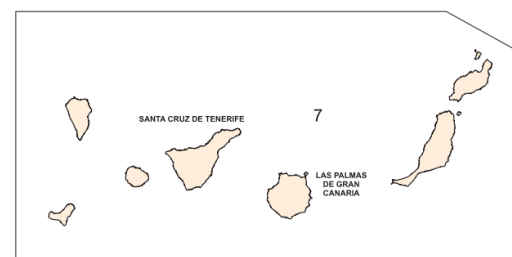 SANTA CRUZ DE TENERIFE
7
LAS PALMAS
DE GRAN
CANARIA